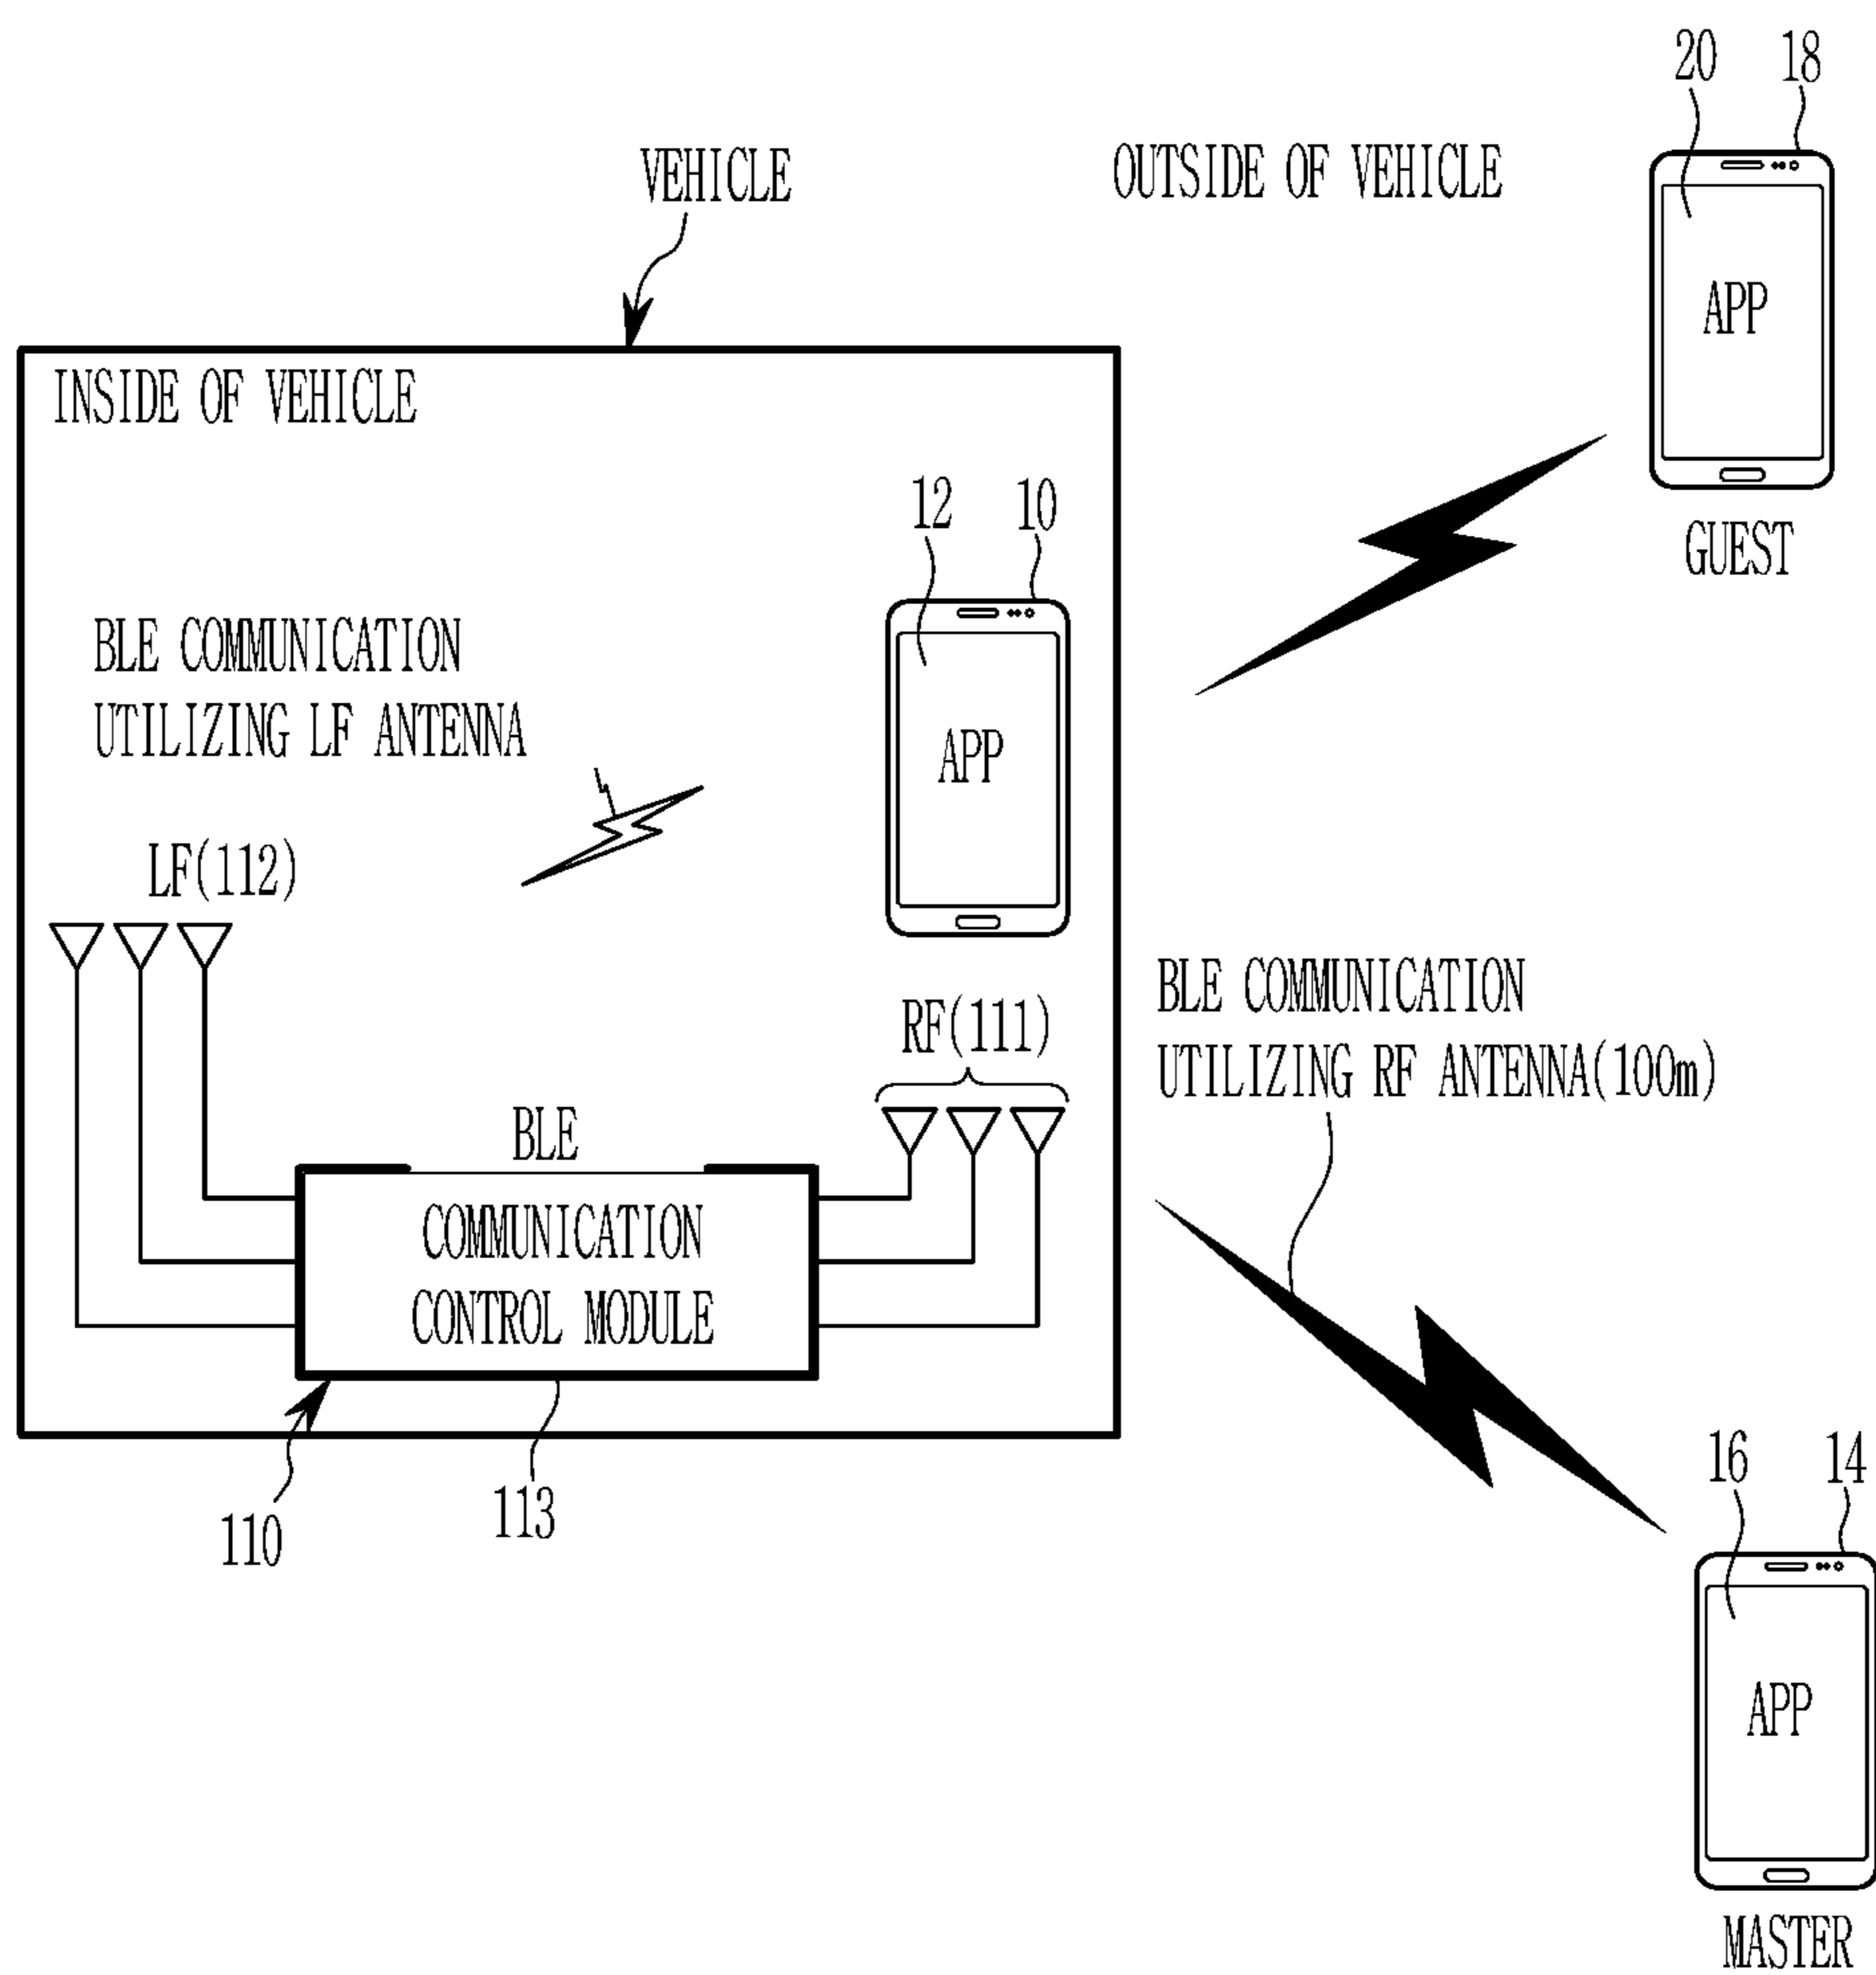 20
18
VEHICLE
OUTSIDE OF VEHICLE
APP
INSIDE OF VEHICLE
12
10
GUEST
BLE COMMUNICATION
UTILIZING LF ANTENNA
APP
LF(112)
RF(111)
BLE COMMUNICATION
UTILIZING RF ANTENNA(100m)
BLE
COMMUNICATION
CONTROL MODULE
110
113
16
14
APP
MASTER